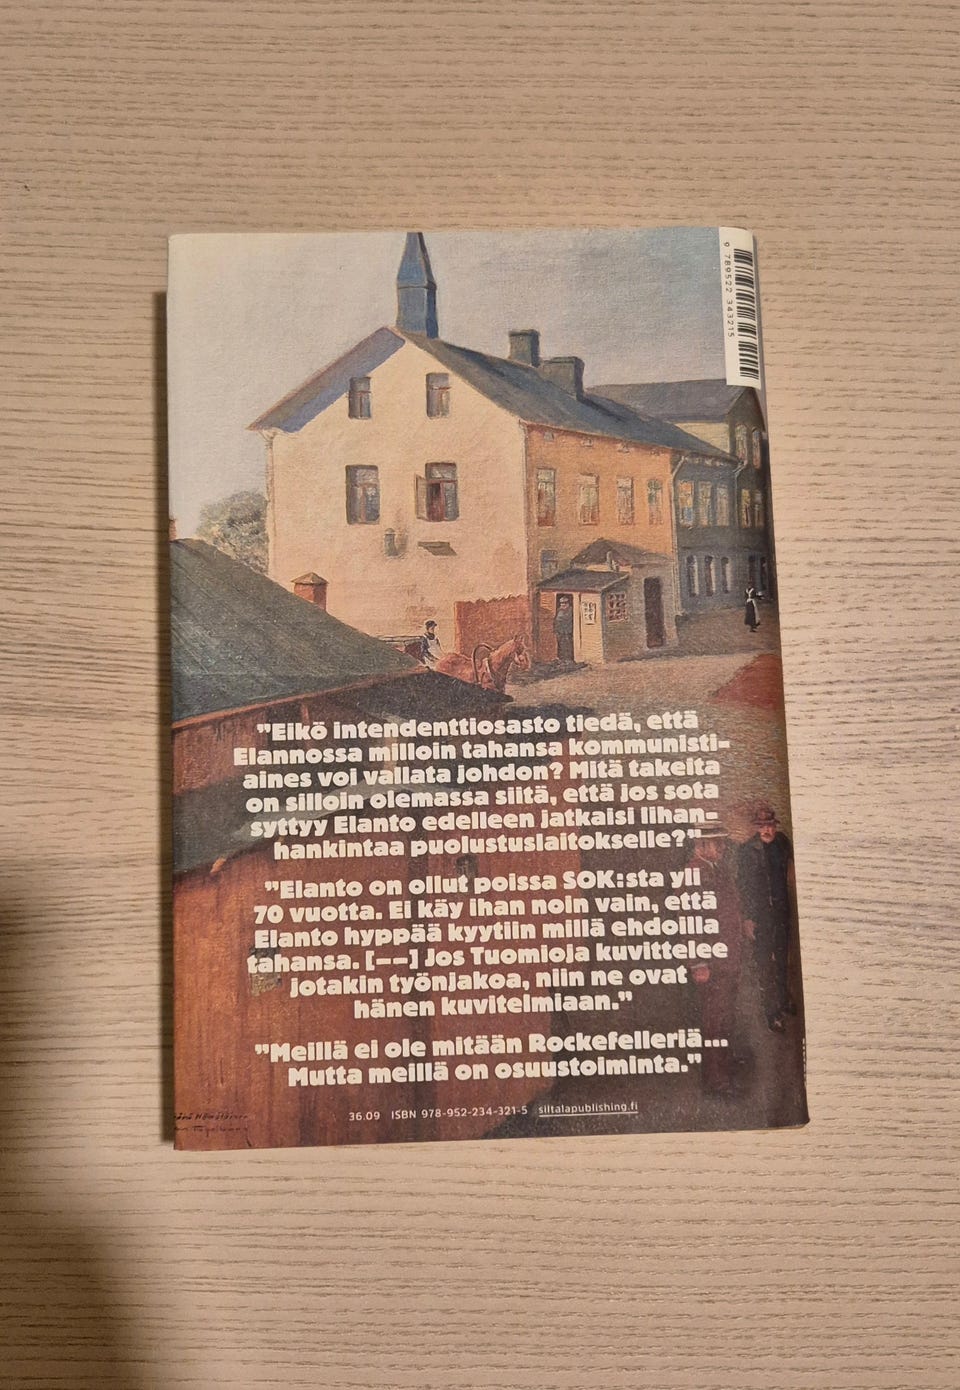 9 789522 343215
"Eikö intendenttiosasto tiedä, että
Elannossa milloin tahansa kommunisti-
aines voi vallata johdon? Mitä takeita
on silloin olemassa siitä, että jos sota
syttyy Elanto edelleen jatkaisi lihan-
hankintaa puolustuslaitokselle?"
"Elanto on ollut poissa SOK:sta yli
70 vuotta. Ei käy ihan noin vain, että
Elanto hyppää kyytiin millä ehdoilla
tahansa. [––] Jos Tuomioja kuvittelee
jotakin työnjakoa, niin ne ovat
hänen kuvitelmiaan."
"Meillä ei ole mitään Rockefelleriä...
Mutta meillä on osuustoiminta."
36.09 ISBN 978-952-234-321-5 siltalapublishing.fi